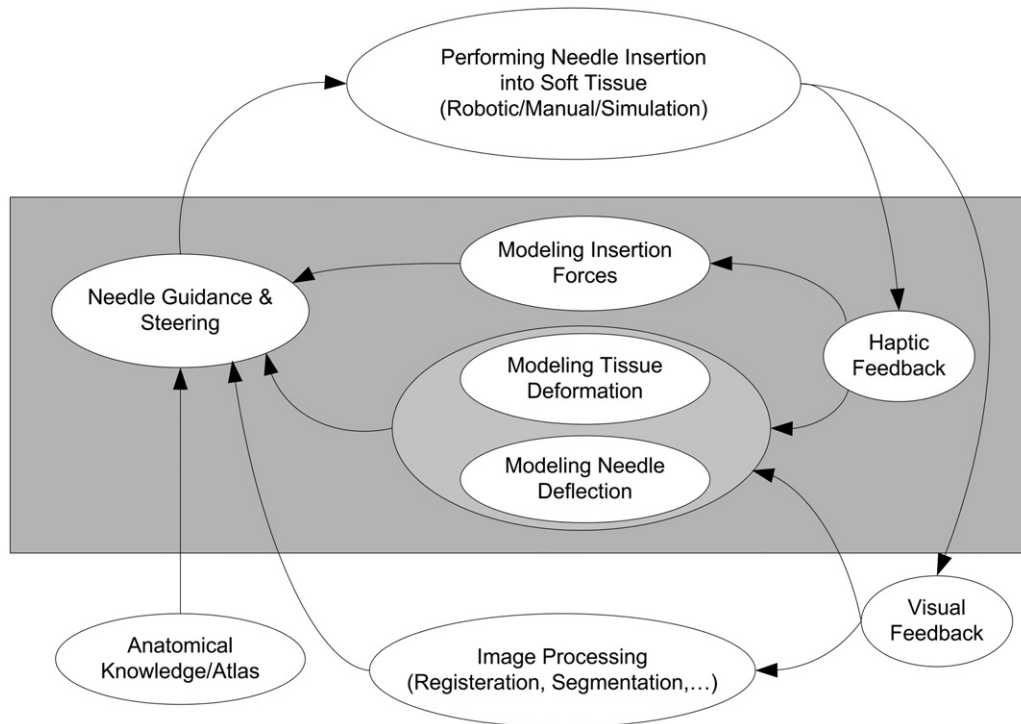 Performing Needle Insertion
into Soft Tissue
(Robotic/Manual/Simulation)
Modeling Insertion
Forces
Needle Guidance &
Steering
Haptic
Feedback
Modeling Tissue
Deformation
Modeling Needle
Deflection
Visual
Feedback
Anatomical
Knowledge/Atlas
Image Processing
(Registeration, Segmentation,…)